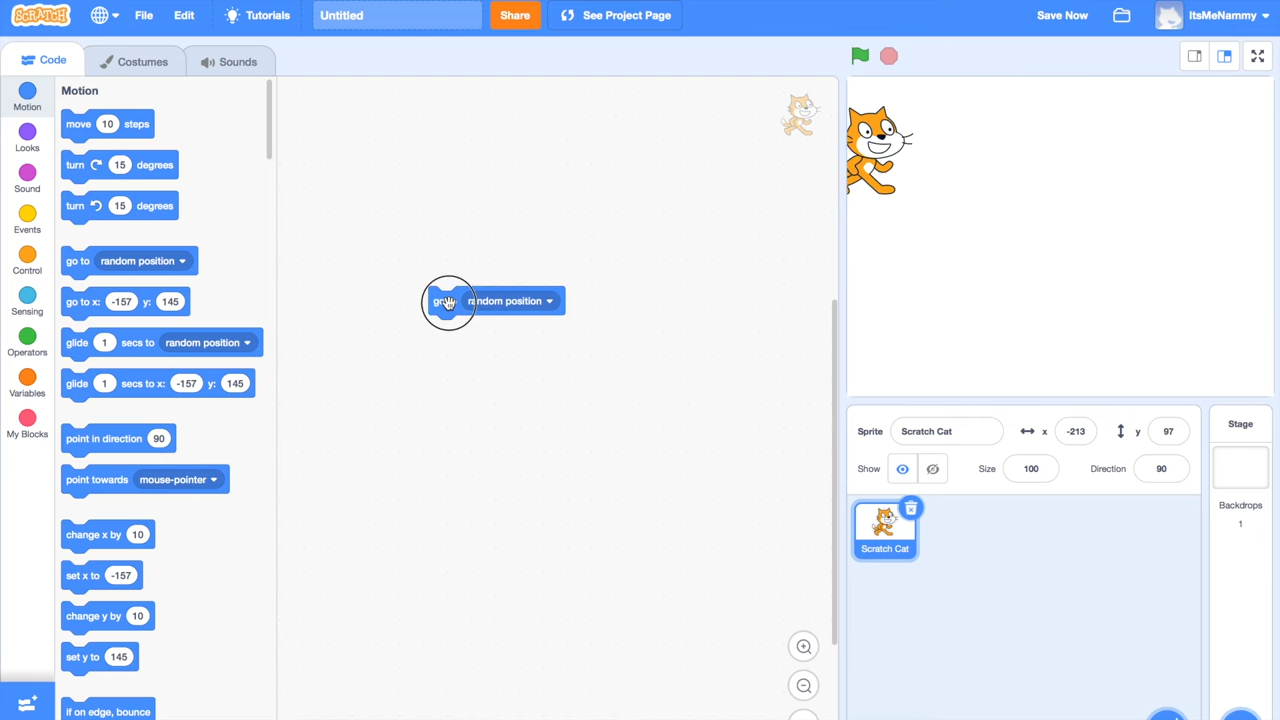 SCRATCH File Edit Tutorials Untitled Share See Project Page Save Now ItsMeNammy
Code Costumes Sounds
Motion
Looks
Sound
Events
Control
Sensing
Operators
Variables
My Blocks
Motion
move 10 steps
turn 15 degrees
turn 15 degrees
go to random position
go to x: -157 y: 145
glide 1 secs to random position
glide 1 secs to x: -157 y: 145
point in direction 90
point towards mouse-pointer
change x by 10
set x to -157
change y by 10
set y to 145
if on edge, bounce
go random position
Sprite Scratch Cat x -213 y 97
Show Size 100 Direction 90
Scratch Cat
Stage
Backdrops
1